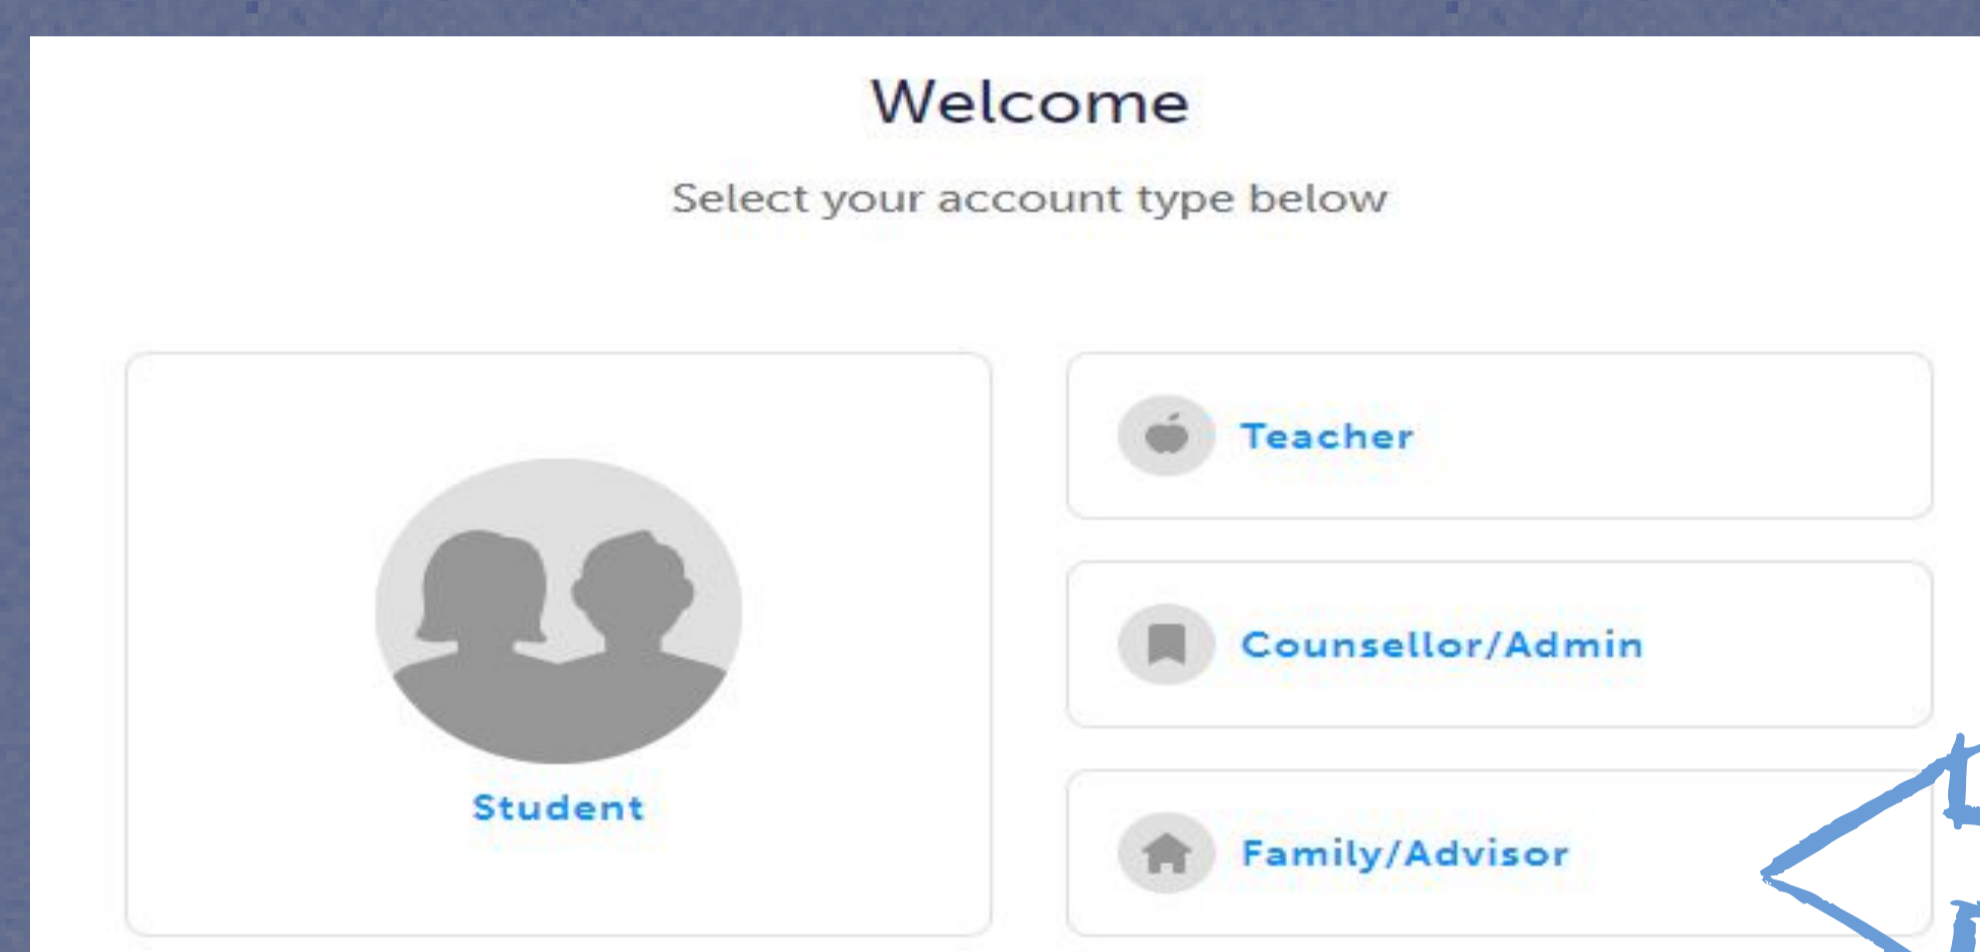 Welcome
Select your account type below
Student
Teacher
Counsellor/Admin
Family/Advisor